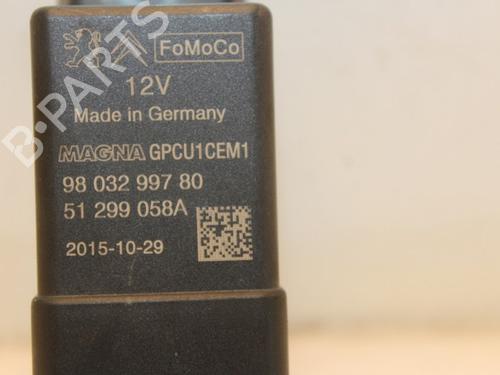 FoMoCo
12V
Made in Germany
MAGNA GPCU1CEM1
98 032 997 80
51 299 058A
2015-10-29
B-PARTS